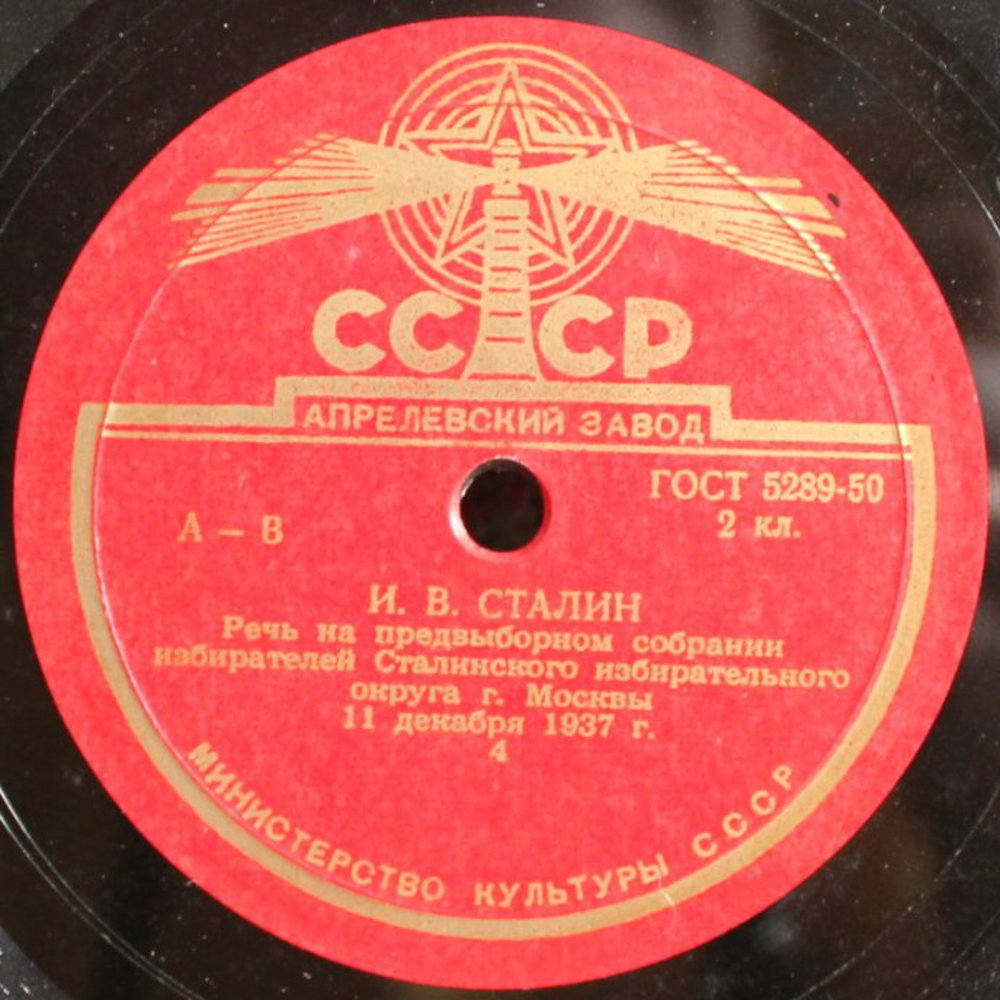 СССР
АПРЕЛЕВСКИЙ ЗАВОД
ГОСТ 5289-50
2 кл.
А – В
И. В. СТАЛИН
Речь на предвыборном собрании
избирателей Сталинского избирательного
округа г. Москвы
11 декабря 1937 г.
4
МИНИСТЕРСТВО КУЛЬТУРЫ СССР